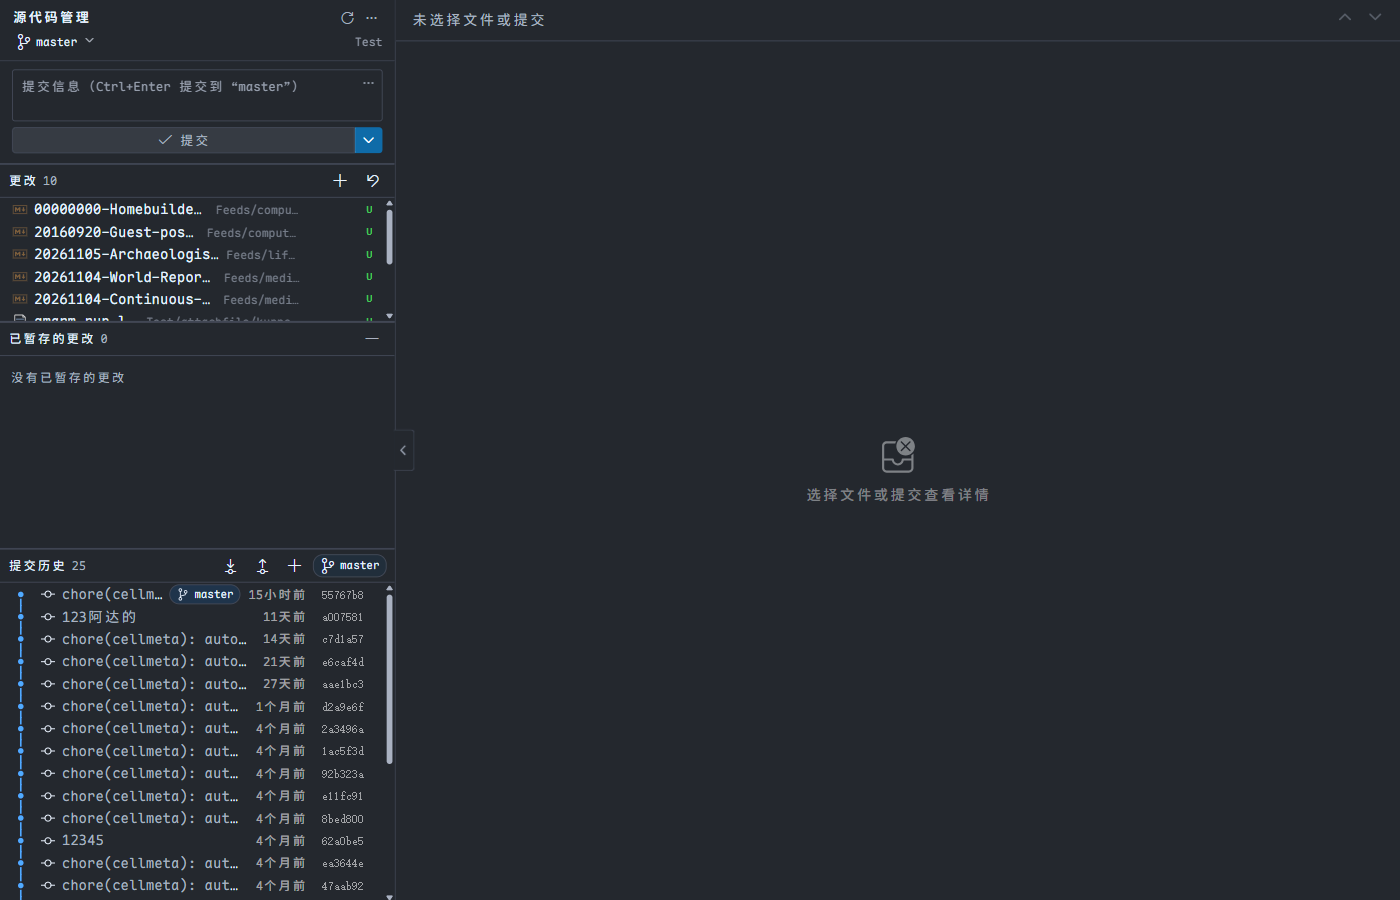 源代码管理
master
Test
提交信息 (Ctrl+Enter 提交到 “master”)
提交
更改 10
00000000-Homebuilde… Feeds/compu… U
20160920-Guest-pos… Feeds/comput… U
20261105-Archaeologis… Feeds/lif… U
20261104-World-Repor… Feeds/medi… U
20261104-Continuous-… Feeds/medi… U
已暂存的更改 0
没有已暂存的更改
提交历史 25
master
chore(cellm… master 15小时前 55767b8
123阿达的 11天前 a007581
chore(cellmeta): auto… 14天前 c7d1a57
chore(cellmeta): auto… 21天前 e6caf4d
chore(cellmeta): auto… 27天前 aae1bc3
chore(cellmeta): aut… 1个月前 d2a9e6f
chore(cellmeta): aut… 4个月前 2a3496a
chore(cellmeta): aut… 4个月前 1ac5f3d
chore(cellmeta): aut… 4个月前 92b323a
chore(cellmeta): aut… 4个月前 e11fc91
chore(cellmeta): aut… 4个月前 8bed800
12345 4个月前 62a0be5
chore(cellmeta): aut… 4个月前 ea3644e
chore(cellmeta): aut… 4个月前 47aab92
未选择文件或提交
选择文件或提交查看详情